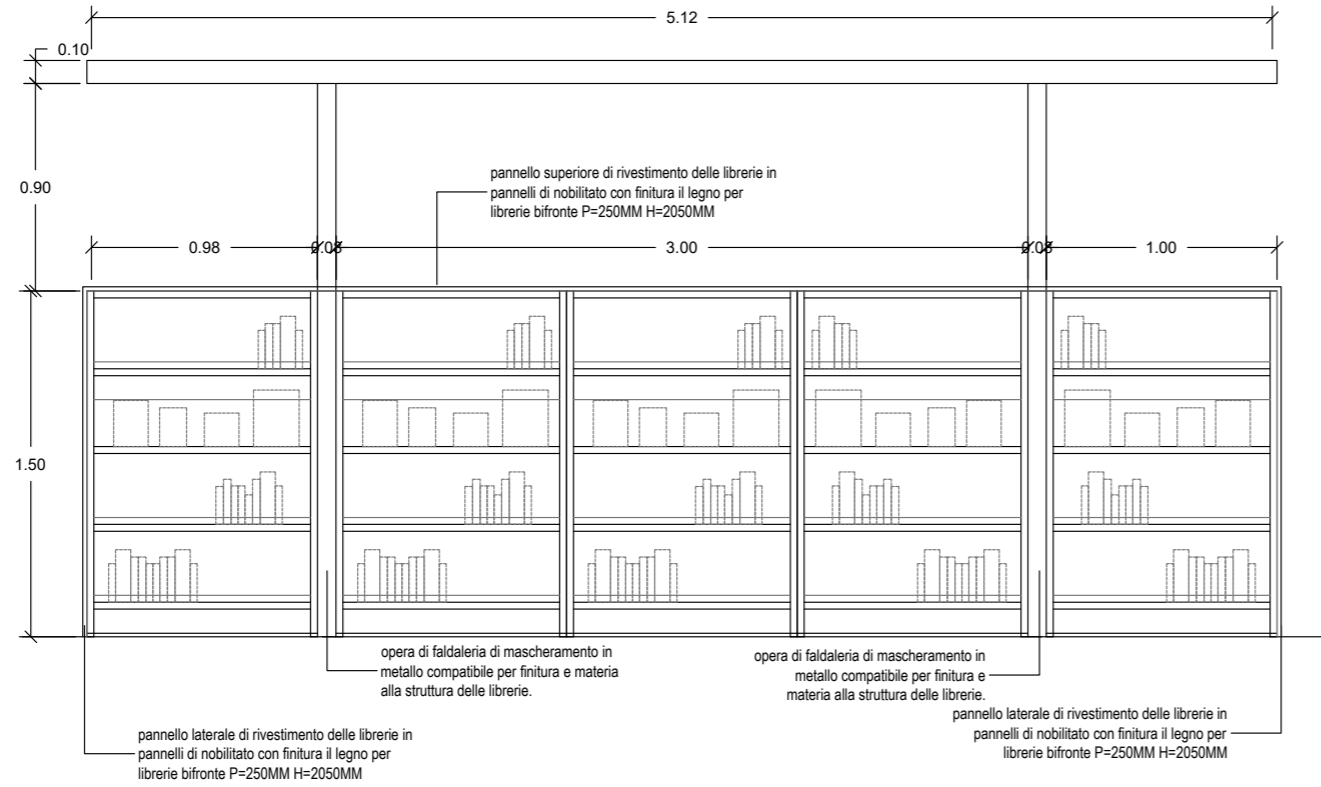 5.12
0.10
0.90
pannello superiore di rivestimento delle librerie in
pannelli di nobilitato con finitura il legno per
librerie bifronte P=250MM H=2050MM
0.98
0.08
3.00
0.08
1.00
1.50
opera di faldaleria di mascheramento in
metallo compatibile per finitura e materia
alla struttura delle librerie.
opera di faldaleria di mascheramento in
metallo compatibile per finitura e
materia alla struttura delle librerie.
pannello laterale di rivestimento delle librerie in
pannelli di nobilitato con finitura il legno per
librerie bifronte P=250MM H=2050MM
pannello laterale di rivestimento delle librerie in
pannelli di nobilitato con finitura il legno per
librerie bifronte P=250MM H=2050MM